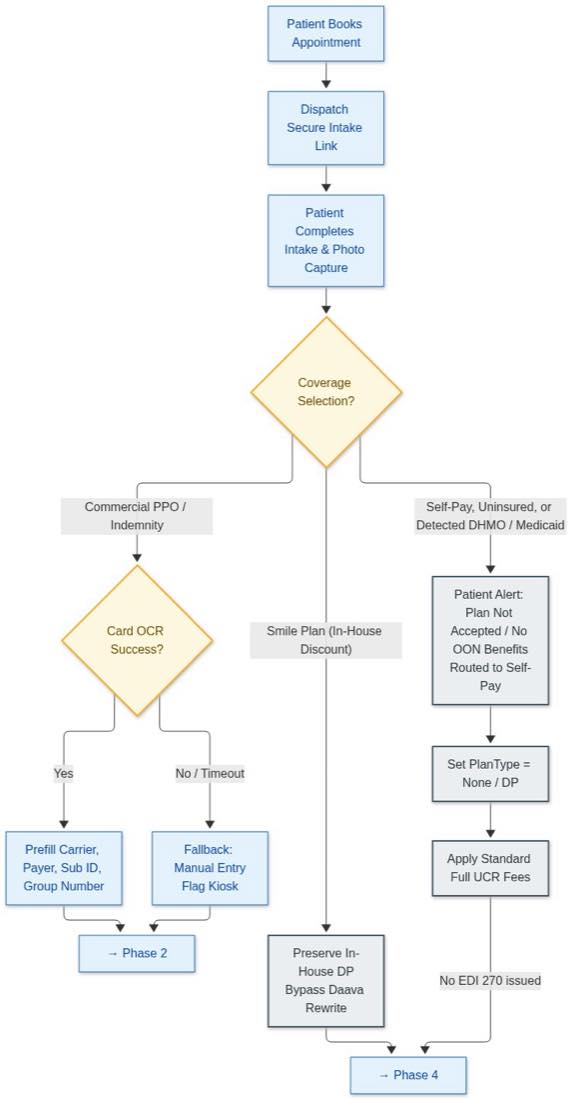 Patient Books
Appointment
Dispatch
Secure Intake
Link
Patient
Completes
Intake & Photo
Capture
Coverage
Selection?
Commercial PPO /
Indemnity
Self-Pay, Uninsured, or
Detected DHMO / Medicaid
Card OCR
Success?
Smile Plan (In-House
Discount)
Patient Alert:
Plan Not
Accepted / No
OON Benefits
Routed to Self-
Pay
Yes
No / Timeout
Set PlanType =
None / DP
Prefill Carrier,
Payer, Sub ID,
Group Number
Fallback:
Manual Entry
Flag Kiosk
Apply Standard
Full UCR Fees
→ Phase 2
Preserve In-
House DP
Bypass Daava
Rewrite
No EDI 270 issued
→ Phase 4